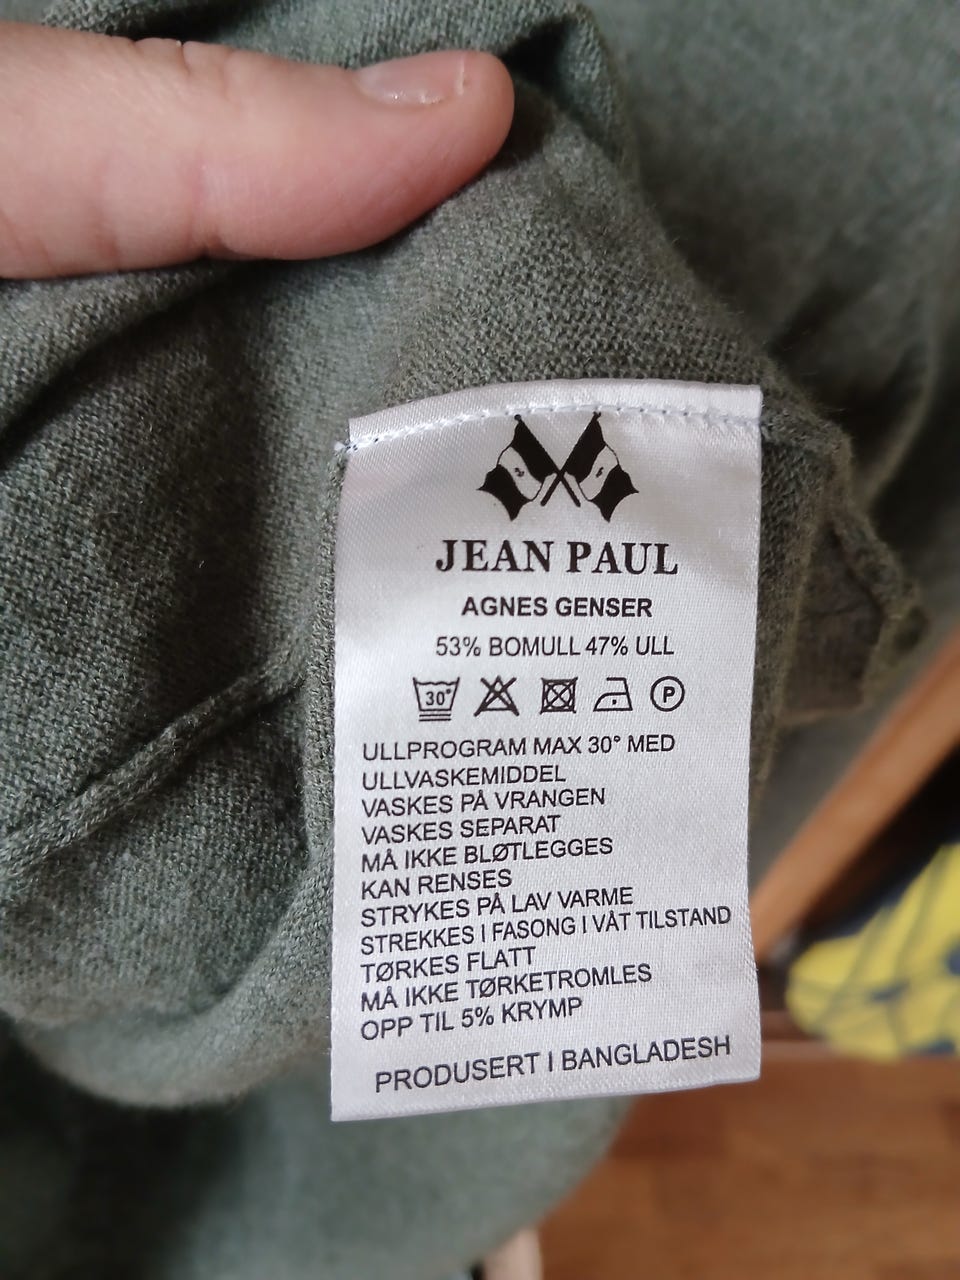 JEAN PAUL
AGNES GENSER
53% BOMULL 47% ULL
30° P
ULLPROGRAM MAX 30° MED
ULLVASKEMIDDEL
VASKES PÅ VRANGEN
VASKES SEPARAT
MÅ IKKE BLØTLEGGES
KAN RENSES
STRYKES PÅ LAV VARME
STREKKES I FASONG I VÅT TILSTAND
TØRKES FLATT
MÅ IKKE TØRKETROMLES
OPP TIL 5% KRYMP
PRODUSERT I BANGLADESH